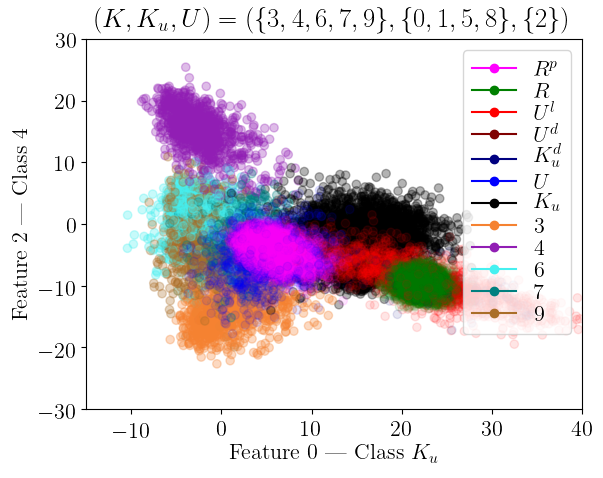 (K, K_u, U) = ({3, 4, 6, 7, 9}, {0, 1, 5, 8}, {2})
30
20
10
0
−10
−20
−30
Feature 2 — Class 4
R^p
R
U^l
U^d
K_u^d
U
K_u
3
4
6
7
9
−10
0
10
20
30
40
Feature 0 — Class K_u